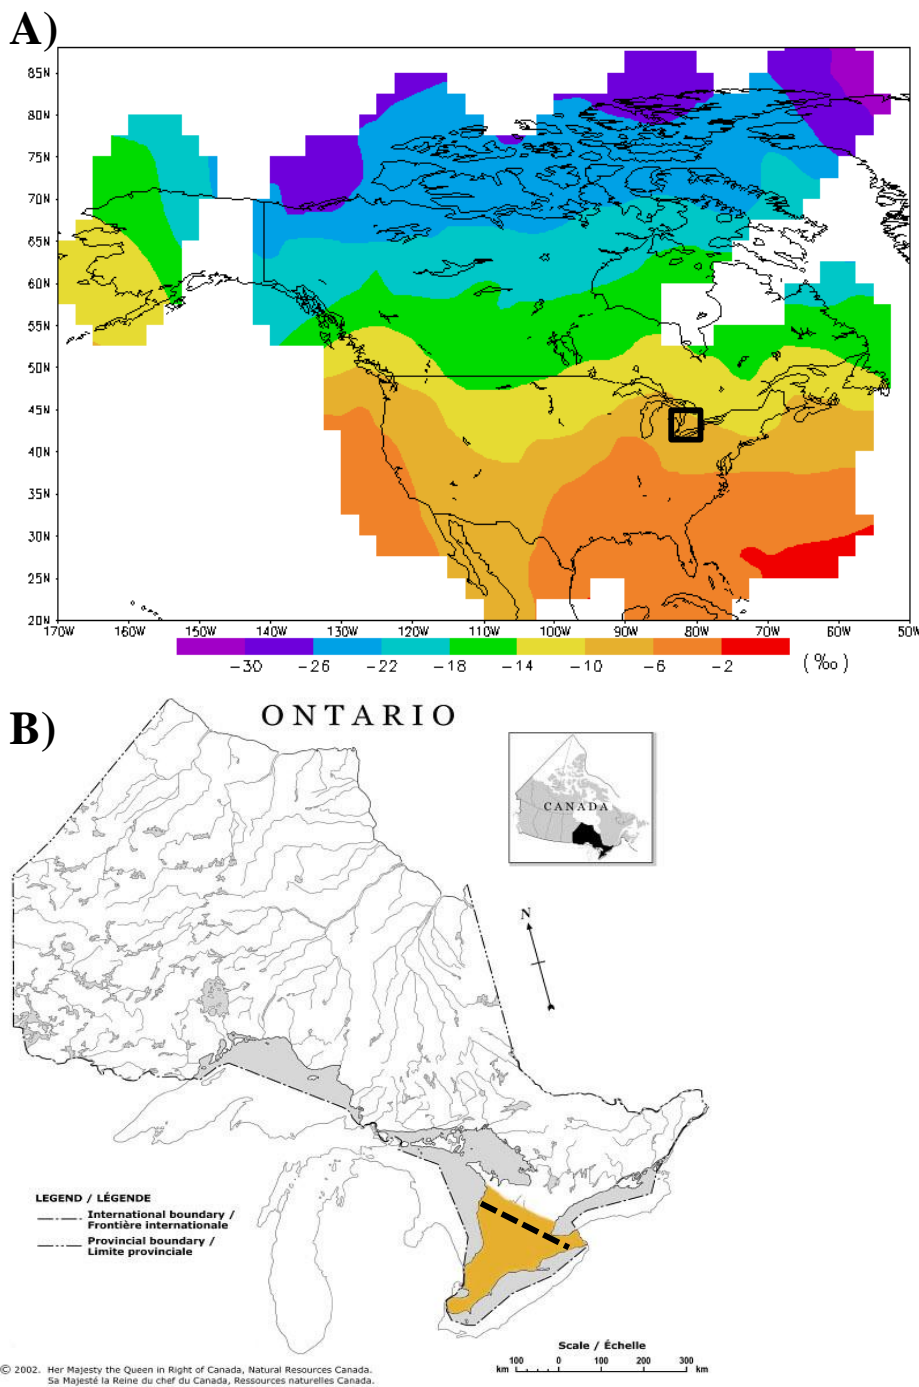 A)
85N
80N
75N
70N
65N
60N
55N
50N
45N
40N
35N
30N
25N
20N
170W 160W 150W 140W 130W 120W 110W 100W 90W 80W 70W 60W 50W
−30 −26 −22 −18 −14 −10 −6 −2 (‰)
B)
ONTARIO
CANADA
N
LEGEND / LÉGENDE
International boundary /
Frontière internationale
Provincial boundary /
Limite provinciale
Scale / Échelle
km 100 0 100 200 300 km
© 2002. Her Majesty the Queen in Right of Canada, Natural Resources Canada.
Sa Majesté la Reine du chef du Canada, Ressources naturelles Canada.